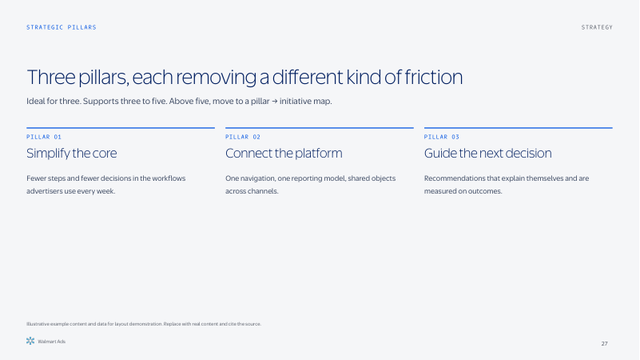 STRATEGIC PILLARS
STRATEGY
Three pillars, each removing a different kind of friction
Ideal for three. Supports three to five. Above five, move to a pillar → initiative map.
PILLAR 01
Simplify the core
Fewer steps and fewer decisions in the workflows
advertisers use every week.
PILLAR 02
Connect the platform
One navigation, one reporting model, shared objects
across channels.
PILLAR 03
Guide the next decision
Recommendations that explain themselves and are
measured on outcomes.
Illustrative example content and data for layout demonstration. Replace with real content and cite the source.
Walmart Ads
27